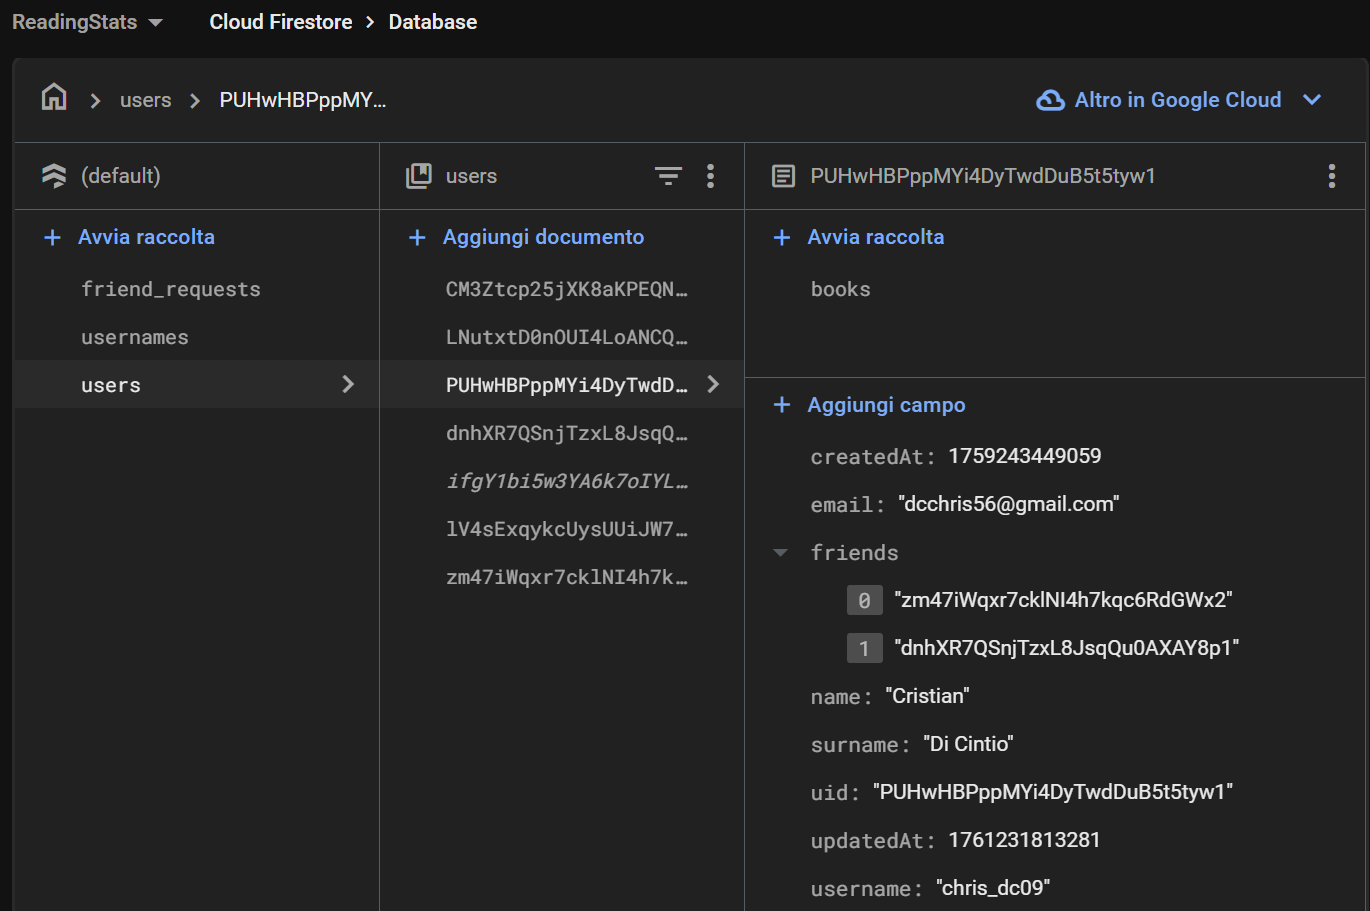 ReadingStats Cloud Firestore > Database
users > PUHwHBPppMY...
Altro in Google Cloud
(default)
Avvia raccolta
friend_requests
usernames
users
users
Aggiungi documento
CM3Ztcp25jXK8aKPEQN…
LNutxtD0nOUI4LoANCQ…
PUHwHBPppMYi4DyTwdD…
dnhXR7QSnjTzxL8JsqQ…
ifgY1bi5w3YA6k7oIYL…
lV4sExqykcUysUUiJW7…
zm47iWqxr7cklNI4h7k…
PUHwHBPppMYi4DyTwdDuB5t5tyw1
Avvia raccolta
books
Aggiungi campo
createdAt: 1759243449059
email: "dcchris56@gmail.com"
friends
0 "zm47iWqxr7cklNI4h7kqc6RdGWx2"
1 "dnhXR7QSnjTzxL8JsqQu0AXAY8p1"
name: "Cristian"
surname: "Di Cintio"
uid: "PUHwHBPppMYi4DyTwdDuB5t5tyw1"
updatedAt: 1761231813281
username: "chris_dc09"